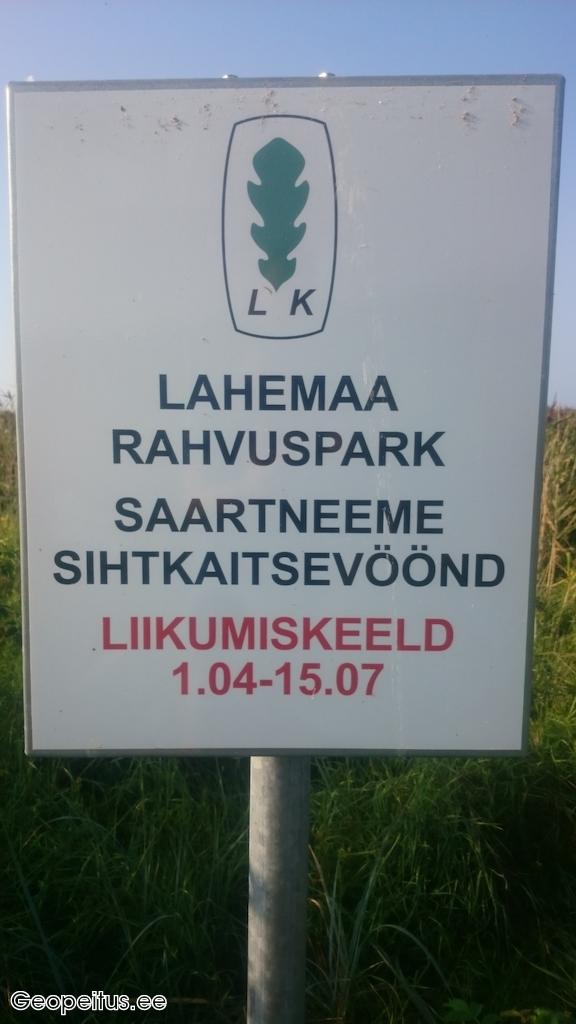 L K
LAHEMAA
RAHVUSPARK
SAARTNEEME
SIHTKAITSEVÖÖND
LIIKUMISKEELD
1.04-15.07
Geopeitus.ee